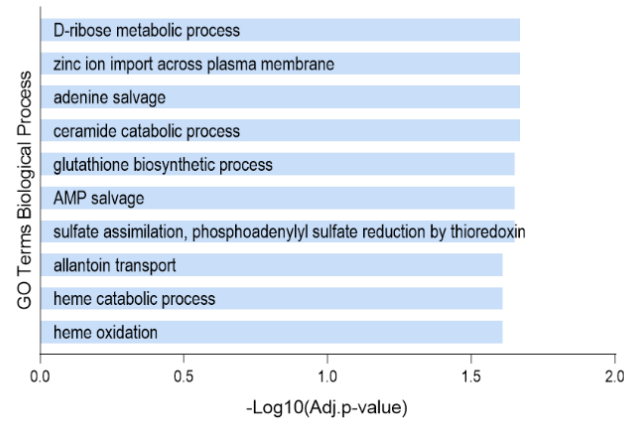 GO Terms Biological Process
D-ribose metabolic process
zinc ion import across plasma membrane
adenine salvage
ceramide catabolic process
glutathione biosynthetic process
AMP salvage
sulfate assimilation, phosphoadenylyl sulfate reduction by thioredoxin
allantoin transport
heme catabolic process
heme oxidation
0.0 0.5 1.0 1.5 2.0
-Log10(Adj.p-value)